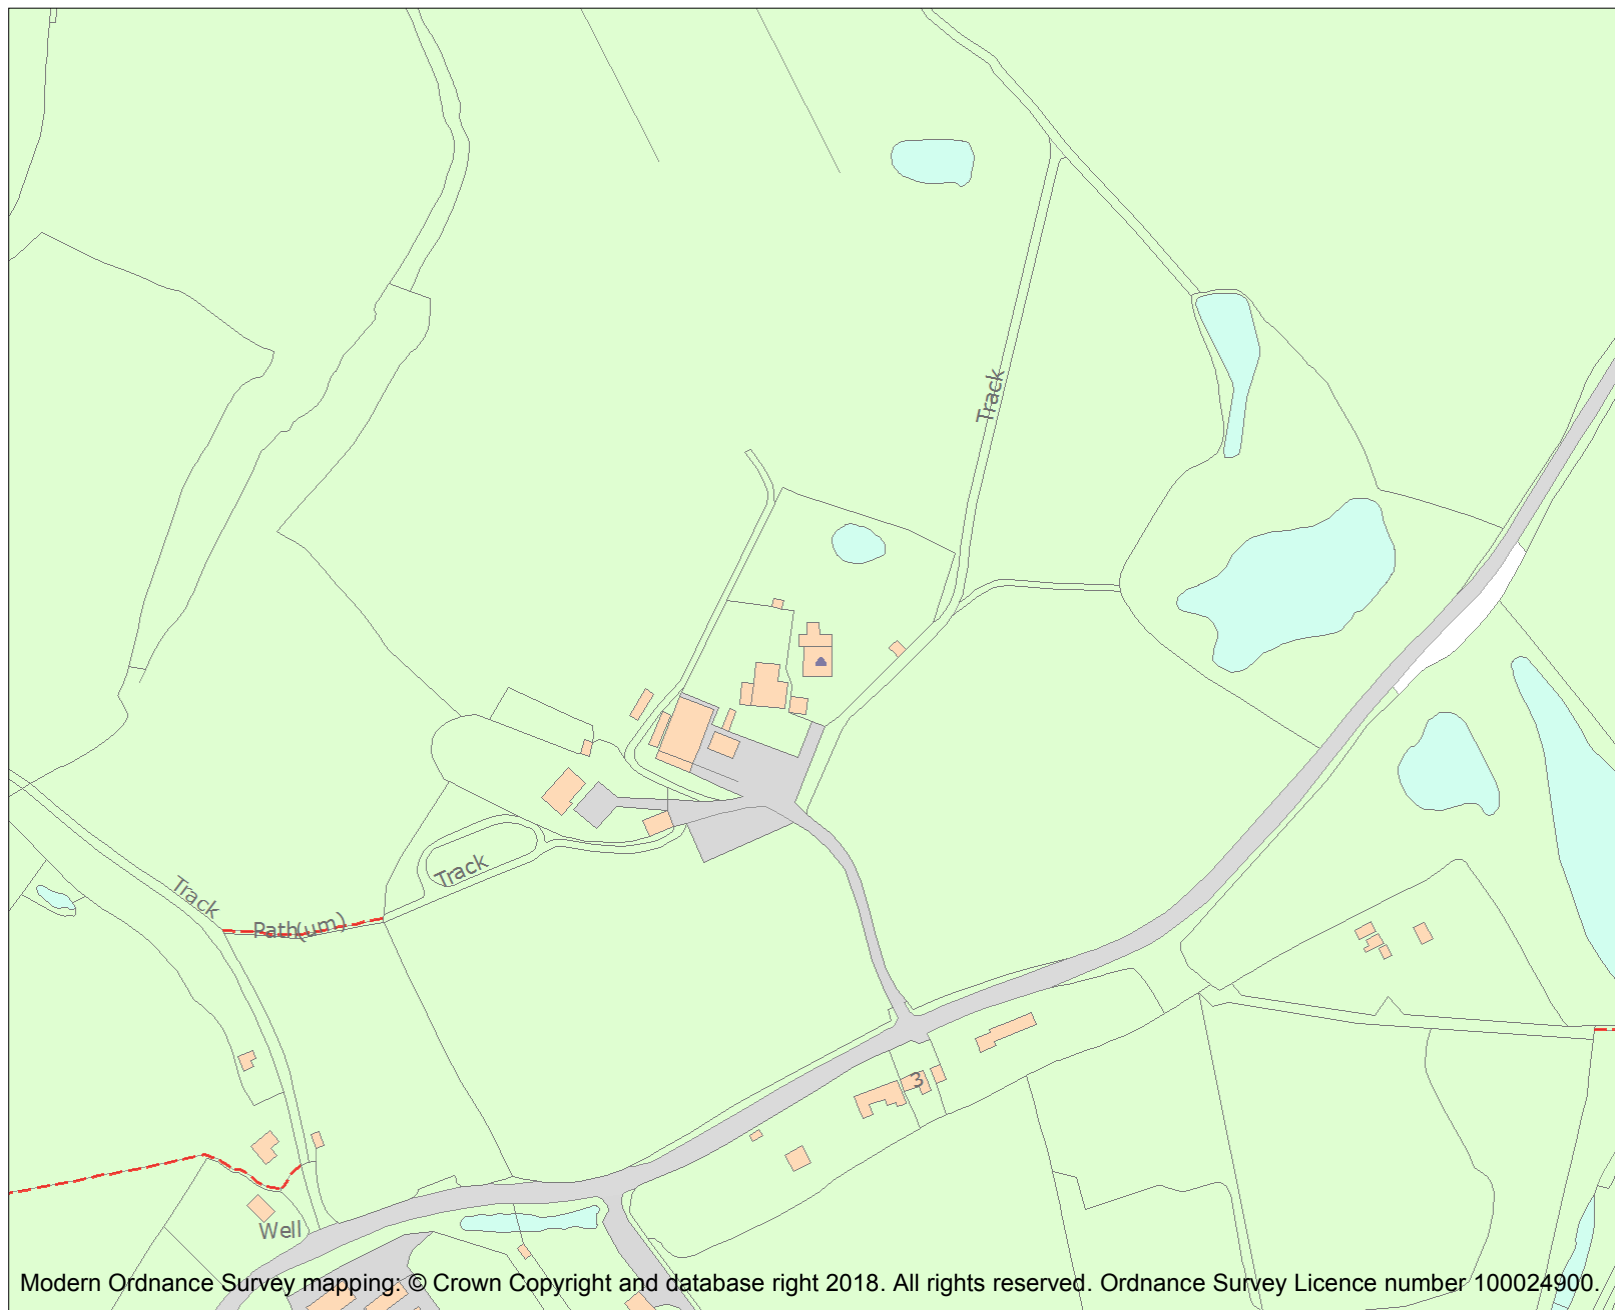 Track
Track
Track
Path(um)
3
Well
Modern Ordnance Survey mapping: © Crown Copyright and database right 2018. All rights reserved. Ordnance Survey Licence number 100024900.